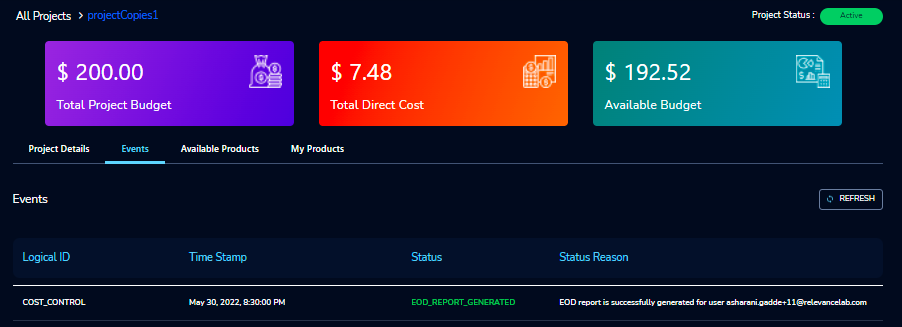 All Projects > projectCopies1
Project Status : Active
$ 200.00
Total Project Budget
$ 7.48
Total Direct Cost
$ 192.52
Available Budget
Project Details Events Available Products My Products
Events
REFRESH
Logical ID Time Stamp Status Status Reason
COST_CONTROL May 30, 2022, 8:30:00 PM EOD_REPORT_GENERATED EOD report is successfully generated for user asharani.gadde+11@relevancelab.com